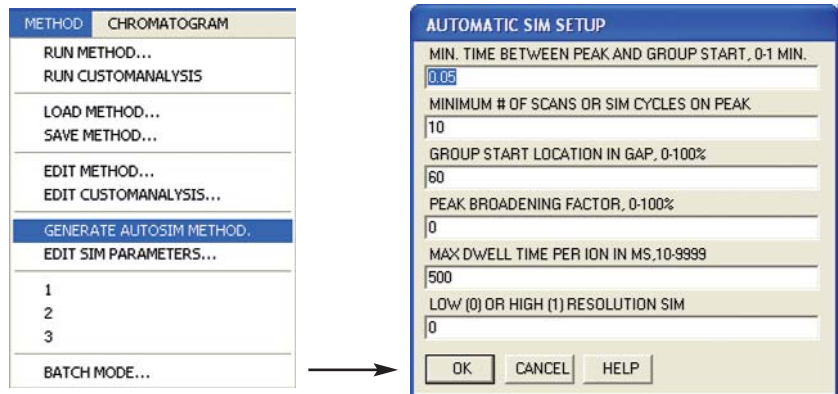 METHOD CHROMATOGRAM
RUN METHOD...
RUN CUSTOMANALYSIS
LOAD METHOD...
SAVE METHOD...
EDIT METHOD...
EDIT CUSTOMANALYSIS...
GENERATE AUTOSIM METHOD.
EDIT SIM PARAMETERS...
1
2
3
BATCH MODE...
AUTOMATIC SIM SETUP
MIN. TIME BETWEEN PEAK AND GROUP START, 0-1 MIN.
0.05
MINIMUM # OF SCANS OR SIM CYCLES ON PEAK
10
GROUP START LOCATION IN GAP, 0-100%
60
PEAK BROADENING FACTOR, 0-100%
0
MAX DWELL TIME PER ION IN MS,10-9999
500
LOW (0) OR HIGH (1) RESOLUTION SIM
0
OK CANCEL HELP